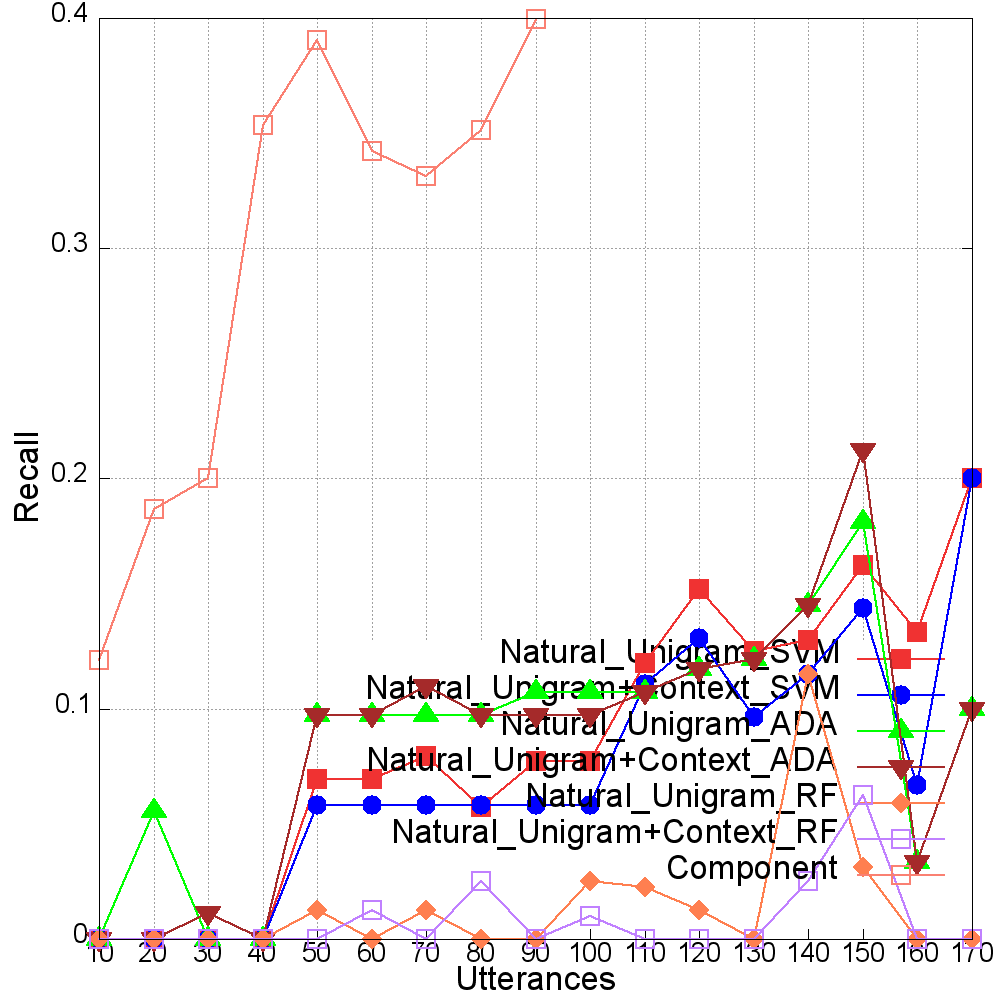 0.4
0.3
0.2
0.1
0
Recall
Natural_Unigram_SVM
Natural_Unigram+Context_SVM
Natural_Unigram_ADA
Natural_Unigram+Context_ADA
Natural_Unigram_RF
Natural_Unigram+Context_RF
Component
10 20 30 40 50 60 70 80 90 100 110 120 130 140 150 160 170
Utterances